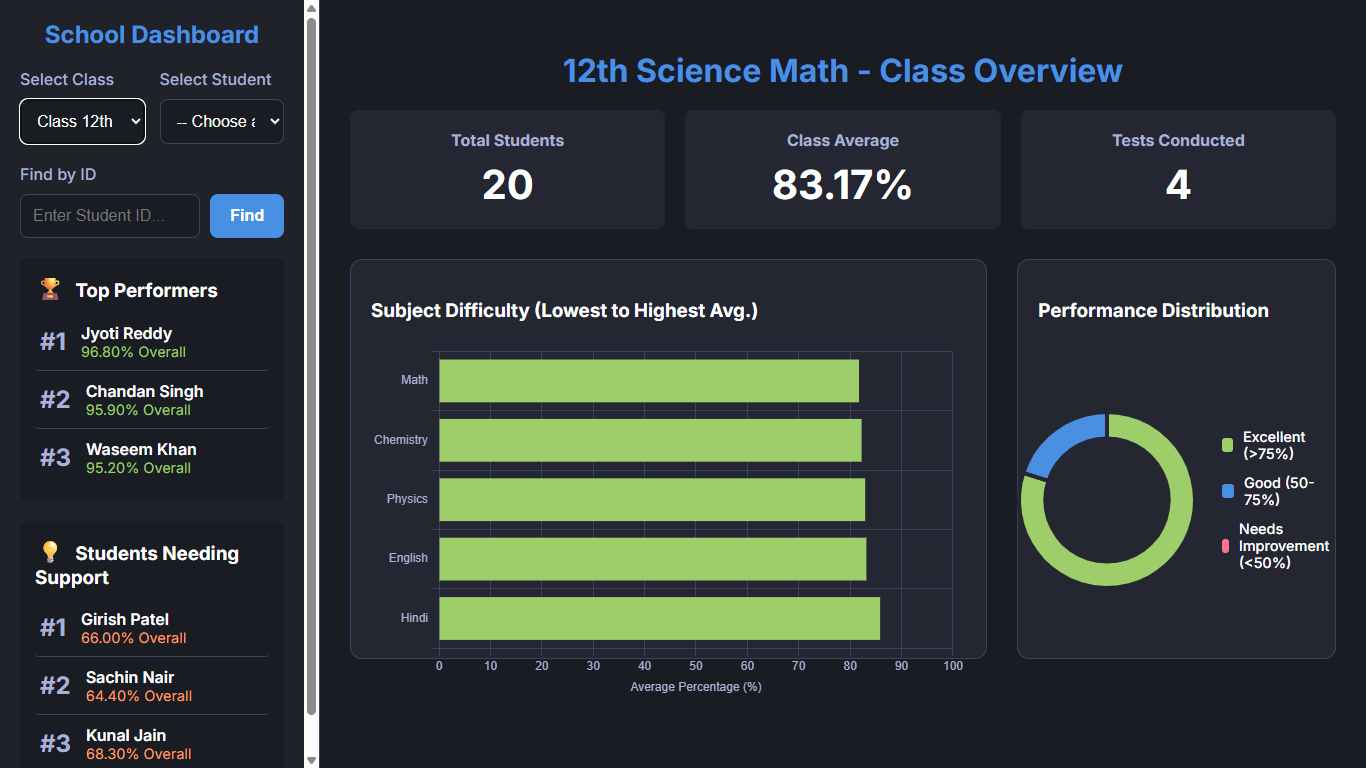 School Dashboard
Select Class
Select Student
Class 12th
-- Choose a
Find by ID
Enter Student ID...
Find
🏆 Top Performers
#1
Jyoti Reddy
96.80% Overall
#2
Chandan Singh
95.90% Overall
#3
Waseem Khan
95.20% Overall
💡 Students Needing
Support
#1
Girish Patel
66.00% Overall
#2
Sachin Nair
64.40% Overall
#3
Kunal Jain
68.30% Overall
12th Science Math - Class Overview
Total Students
20
Class Average
83.17%
Tests Conducted
4
Subject Difficulty (Lowest to Highest Avg.)
Math
Chemistry
Physics
English
Hindi
0 10 20 30 40 50 60 70 80 90 100
Average Percentage (%)
Performance Distribution
Excellent
(>75%)
Good (50-
75%)
Needs
Improvement
(<50%)